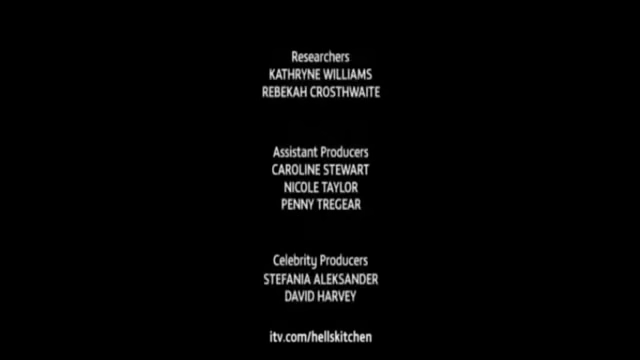 Researchers
KATHRYNE WILLIAMS
REBEKAH CROSTHWAITE
Assistant Producers
CAROLINE STEWART
NICOLE TAYLOR
PENNY TREGEAR
Celebrity Producers
STEFANIA ALEKSANDER
DAVID HARVEY
itv.com/hellskitchen